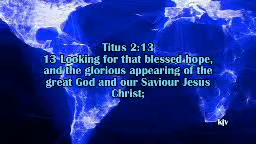 Titus 2:13
13 Looking for that blessed hope,
and the glorious appearing of the
great God and our Saviour Jesus
Christ;
kjv